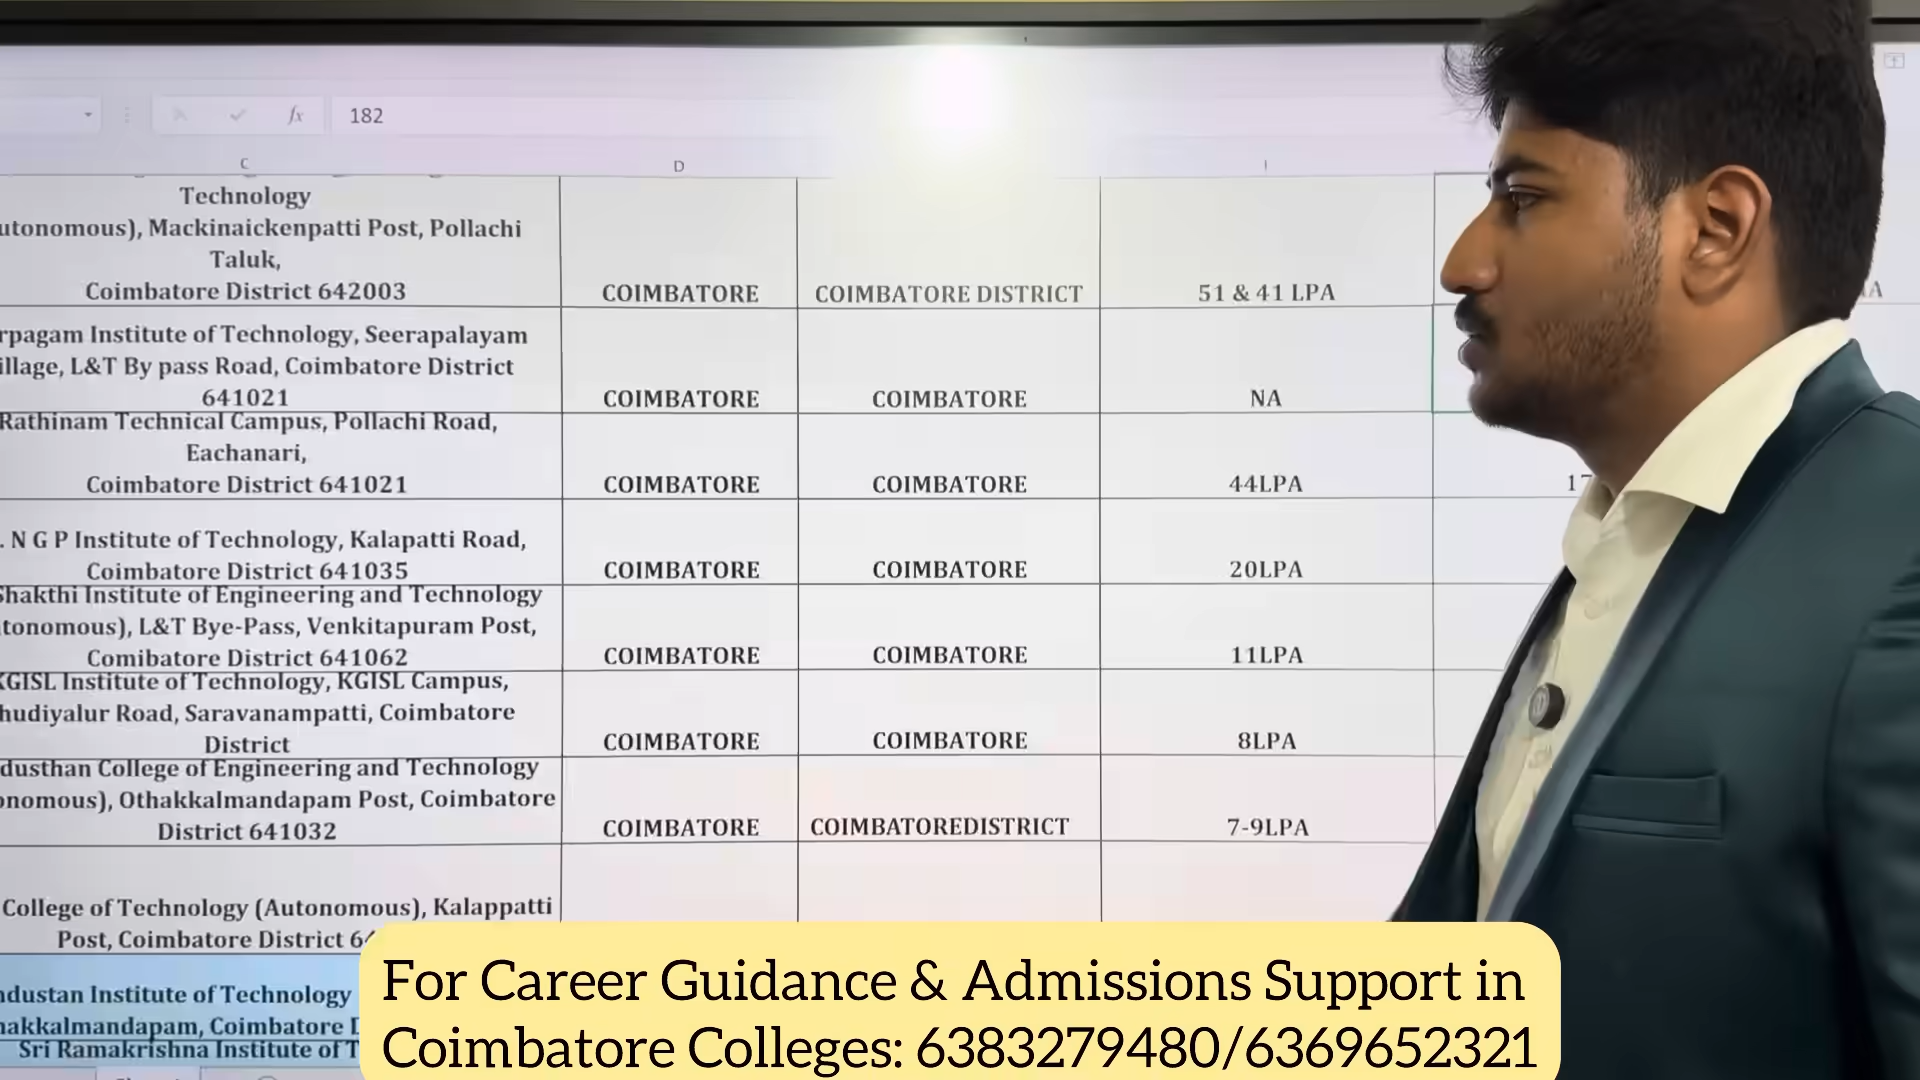 fx 182
C D I
Technology
utonomous), Mackinaickenpatti Post, Pollachi
Taluk,
Coimbatore District 642003 COIMBATORE COIMBATORE DISTRICT 51 & 41 LPA
rpagam Institute of Technology, Seerapalayam
illage, L&T By pass Road, Coimbatore District
641021 COIMBATORE COIMBATORE NA
Rathinam Technical Campus, Pollachi Road,
Eachanari,
Coimbatore District 641021 COIMBATORE COIMBATORE 44LPA 17
. N G P Institute of Technology, Kalapatti Road,
Coimbatore District 641035 COIMBATORE COIMBATORE 20LPA
Shakthi Institute of Engineering and Technology
tonomous), L&T Bye-Pass, Venkitapuram Post,
Comibatore District 641062 COIMBATORE COIMBATORE 11LPA
KGISL Institute of Technology, KGISL Campus,
hudiyalur Road, Saravanampatti, Coimbatore
District COIMBATORE COIMBATORE 8LPA
dusthan College of Engineering and Technology
onomous), Othakkalmandapam Post, Coimbatore
District 641032 COIMBATORE COIMBATOREDISTRICT 7-9LPA
College of Technology (Autonomous), Kalappatti
Post, Coimbatore District 64
ndustan Institute of Technology
nakkalmandapam, Coimbatore D
Sri Ramakrishna Institute of T
For Career Guidance & Admissions Support in
Coimbatore Colleges: 6383279480/6369652321